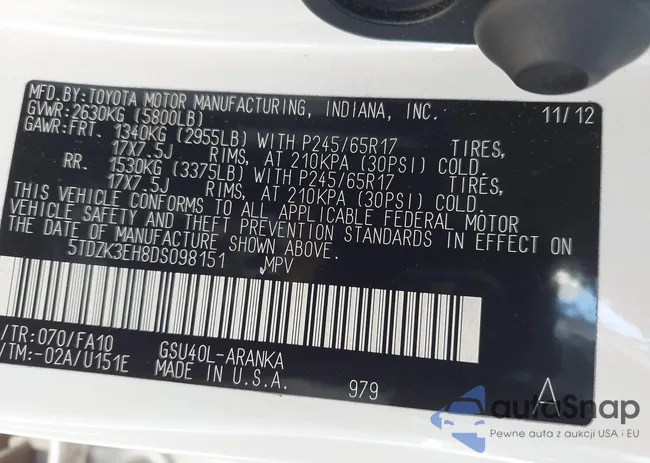 MFD.BY:TOYOTA MOTOR MANUFACTURING, INDIANA, INC. 11/12
GVWR:2630KG (5800LB)
GAWR:FRT. 1340KG (2955LB) WITH P245/65R17 TIRES,
17X7.5J RIMS, AT 210KPA (30PSI) COLD.
RR. 1530KG (3375LB) WITH P245/65R17 TIRES,
17X7.5J RIMS, AT 210KPA (30PSI) COLD.
THIS VEHICLE CONFORMS TO ALL APPLICABLE FEDERAL MOTOR
VEHICLE SAFETY AND THEFT PREVENTION STANDARDS IN EFFECT ON
THE DATE OF MANUFACTURE SHOWN ABOVE.
5TDZK3EH8DS098151 MPV
/TR:070/FA10 GSU40L-ARANKA
/TM:-02A/U151E MADE IN U.S.A. 979 A
autoSnap
Pewne auta z aukcji USA i EU